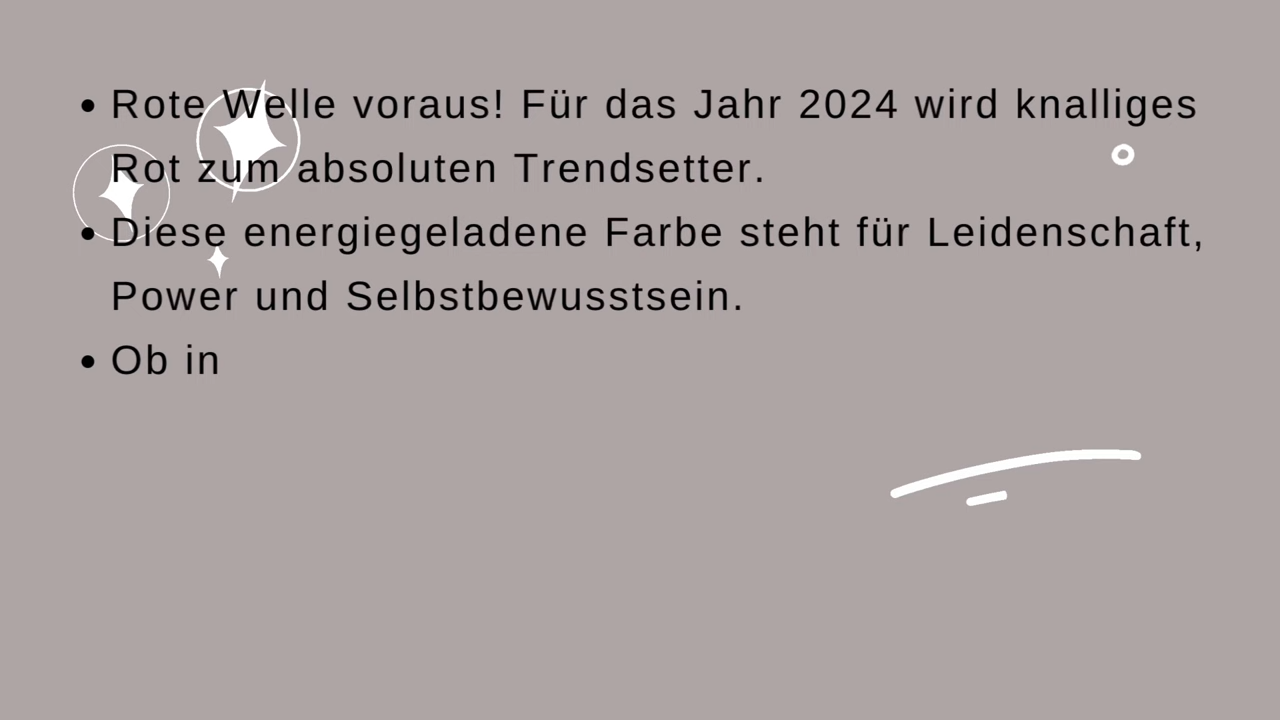 • Rote Welle voraus! Für das Jahr 2024 wird knalliges
Rot zum absoluten Trendsetter.
• Diese energiegeladene Farbe steht für Leidenschaft,
Power und Selbstbewusstsein.
• Ob in